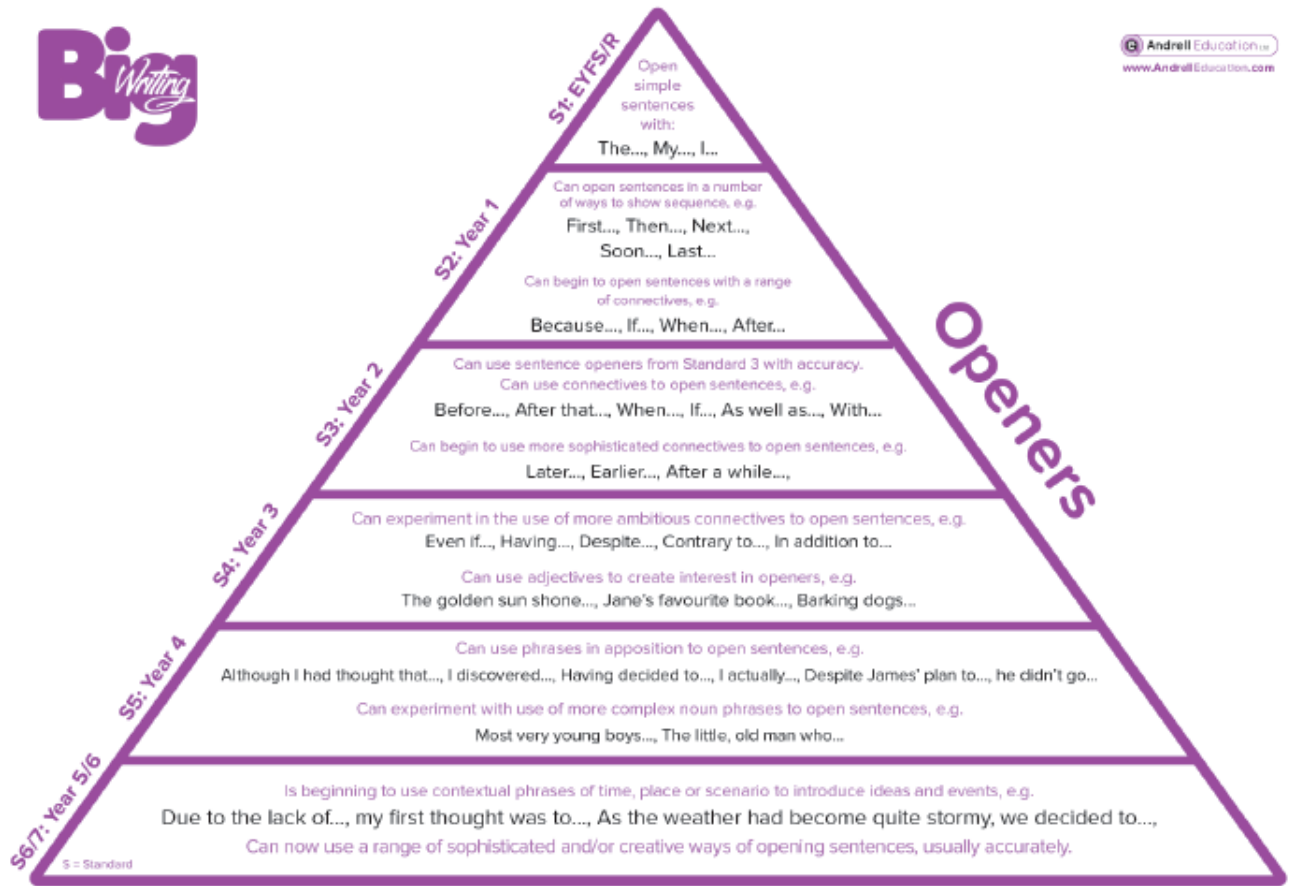 Big
Writing
Andrell Education LTD
www.AndrellEducation.com
Openers
S1: EYFS/R
Open
simple
sentences
with:
The..., My..., I...
S2: Year 1
Can open sentences in a number
of ways to show sequence, e.g.
First..., Then..., Next...,
Soon..., Last...
Can begin to open sentences with a range
of connectives, e.g.
Because..., If..., When..., After...
S3: Year 2
Can use sentence openers from Standard 3 with accuracy.
Can use connectives to open sentences, e.g.
Before..., After that..., When..., If..., As well as..., With...
Can begin to use more sophisticated connectives to open sentences, e.g.
Later..., Earlier..., After a while...,
S4: Year 3
Can experiment in the use of more ambitious connectives to open sentences, e.g.
Even if..., Having..., Despite..., Contrary to..., In addition to...
Can use adjectives to create interest in openers, e.g.
The golden sun shone..., Jane's favourite book..., Barking dogs...
S5: Year 4
Can use phrases in apposition to open sentences, e.g.
Although I had thought that..., I discovered..., Having decided to..., I actually..., Despite James' plan to..., he didn't go...
Can experiment with use of more complex noun phrases to open sentences, e.g.
Most very young boys..., The little, old man who...
S6/7: Year 5/6
Is beginning to use contextual phrases of time, place or scenario to introduce ideas and events, e.g.
Due to the lack of..., my first thought was to..., As the weather had become quite stormy, we decided to...,
Can now use a range of sophisticated and/or creative ways of opening sentences, usually accurately.
S = Standard